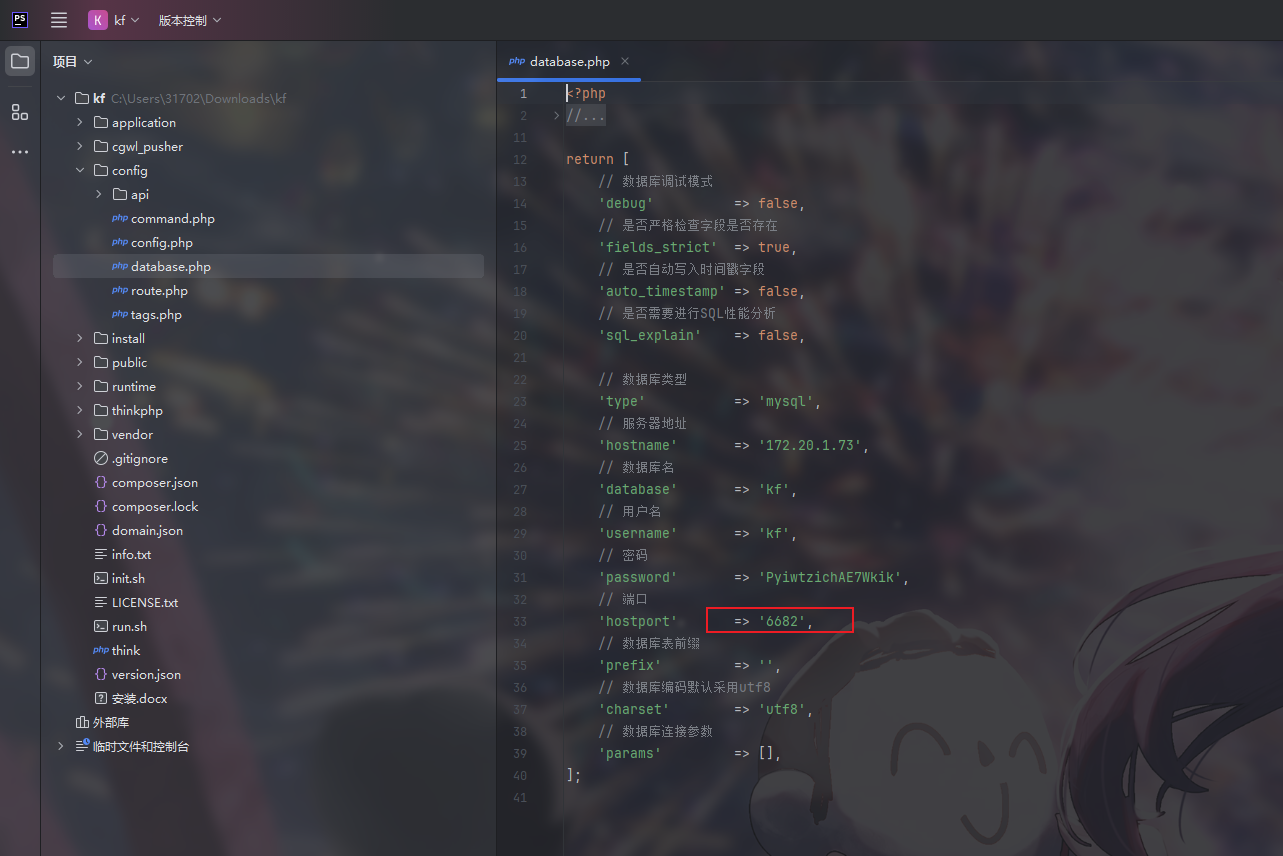 PS
K kf 版本控制
项目
kf C:\Users\31702\Downloads\kf
application
cgwl_pusher
config
api
php command.php
php config.php
php database.php
php route.php
php tags.php
install
public
runtime
thinkphp
vendor
.gitignore
{} composer.json
{} composer.lock
{} domain.json
info.txt
init.sh
LICENSE.txt
run.sh
php think
{} version.json
? 安装.docx
外部库
临时文件和控制台
php database.php ×
1 <?php
2 //...
11
12 return [
13 // 数据库调试模式
14 'debug' => false,
15 // 是否严格检查字段是否存在
16 'fields_strict' => true,
17 // 是否自动写入时间戳字段
18 'auto_timestamp' => false,
19 // 是否需要进行SQL性能分析
20 'sql_explain' => false,
21
22 // 数据库类型
23 'type' => 'mysql',
24 // 服务器地址
25 'hostname' => '172.20.1.73',
26 // 数据库名
27 'database' => 'kf',
28 // 用户名
29 'username' => 'kf',
30 // 密码
31 'password' => 'PyiwtzichAE7Wkik',
32 // 端口
33 'hostport' => '6682',
34 // 数据库表前缀
35 'prefix' => '',
36 // 数据库编码默认采用utf8
37 'charset' => 'utf8',
38 // 数据库连接参数
39 'params' => [],
40 ];
41